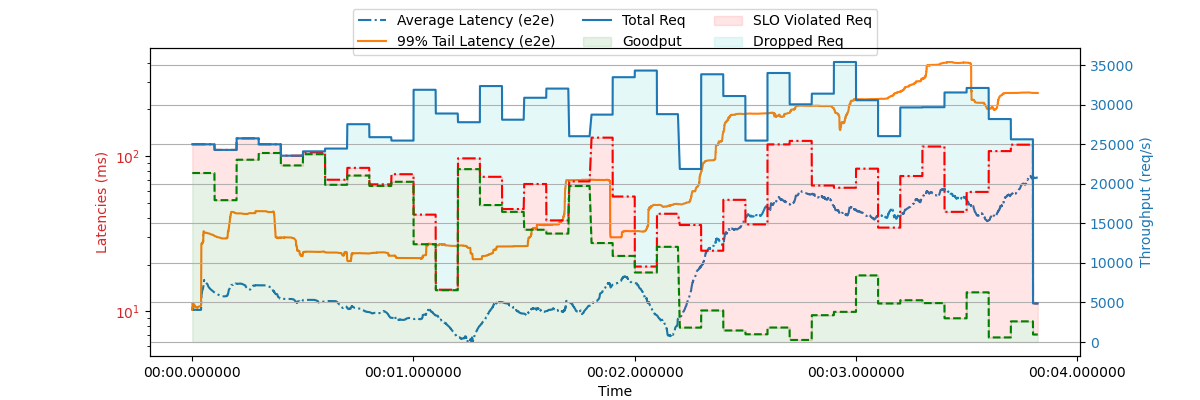 Average Latency (e2e) Total Req SLO Violated Req
99% Tail Latency (e2e) Goodput Dropped Req
35000
30000
10² 25000
20000
15000
10000
10¹ 5000
0
Latencies (ms)
Throughput (req/s)
00:00.000000 00:01.000000 00:02.000000 00:03.000000 00:04.000000
Time